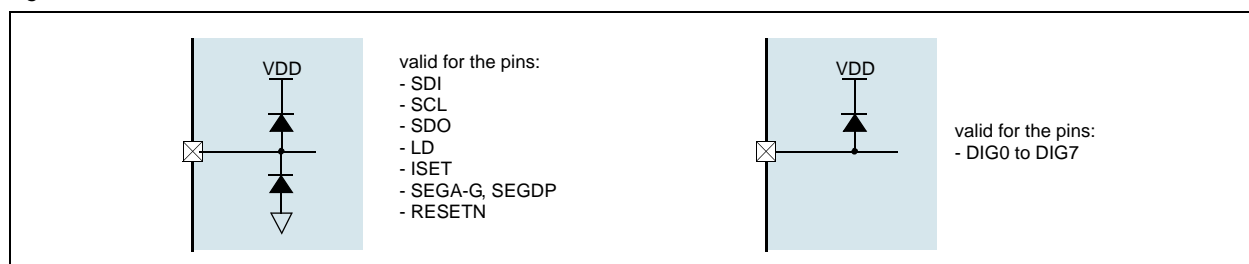 VDD
valid for the pins:
- SDI
- SCL
- SDO
- LD
- ISET
- SEGA-G, SEGDP
- RESETN
VDD
valid for the pins:
- DIG0 to DIG7